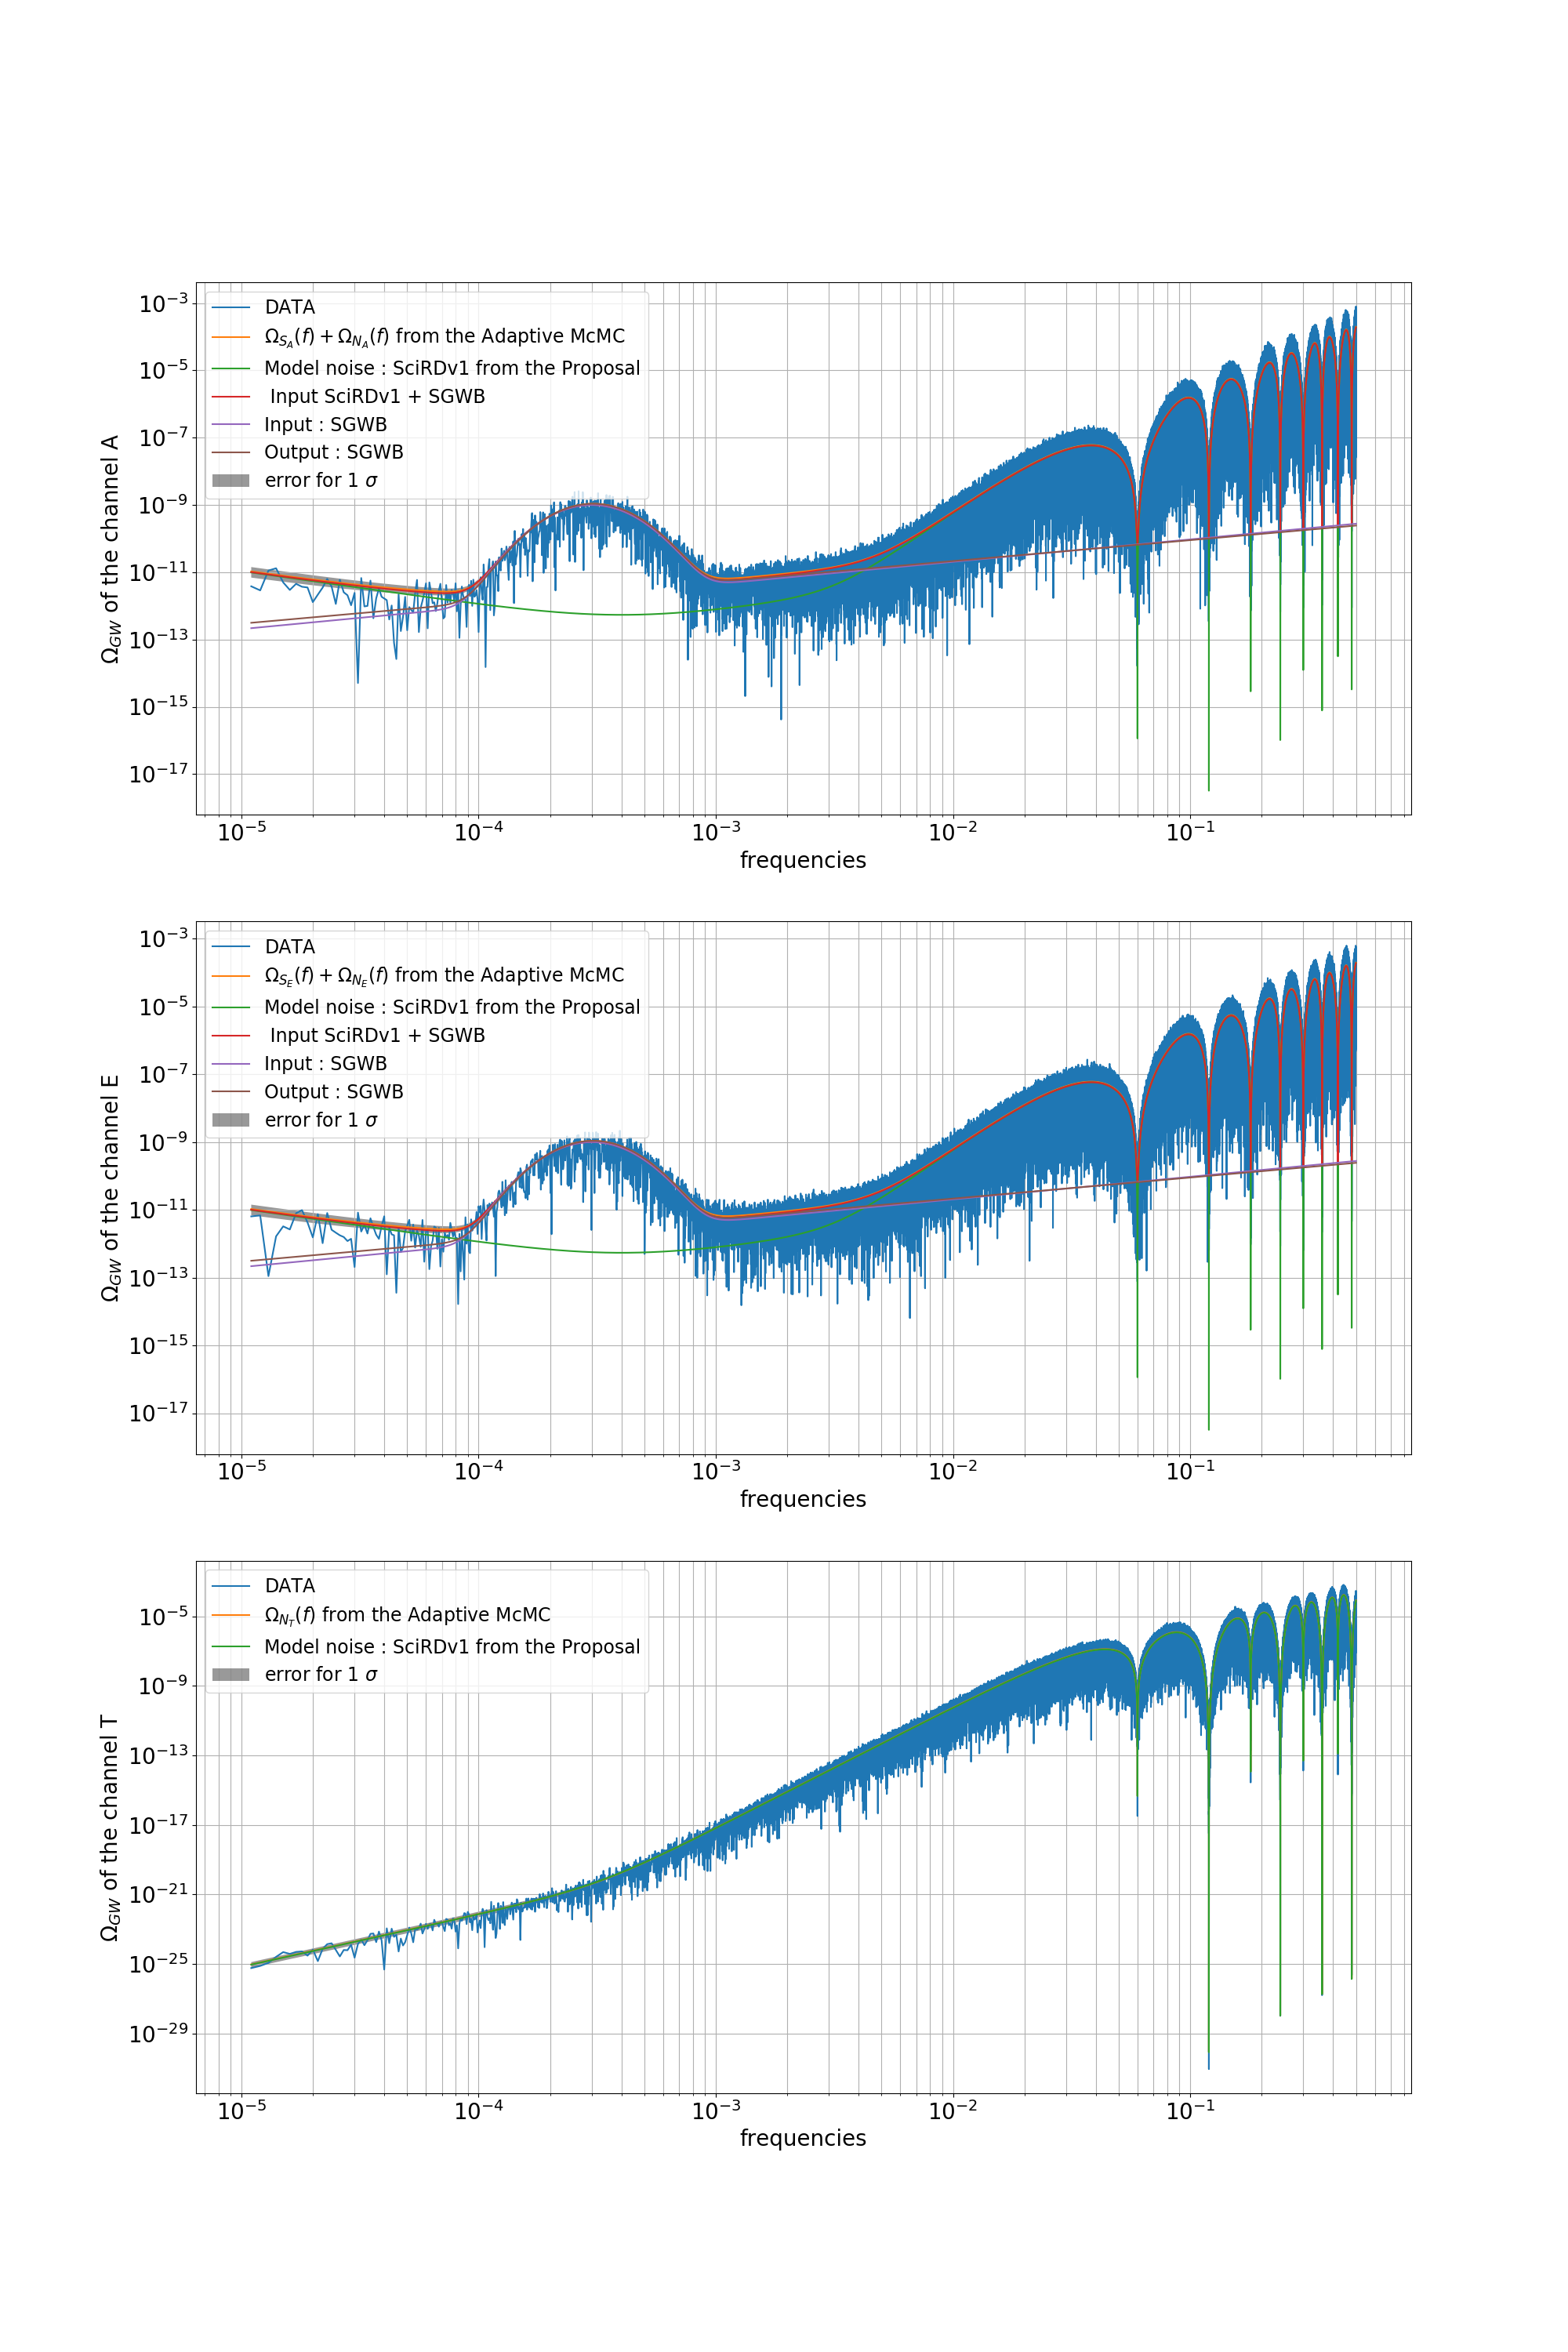 10⁻³
10⁻⁵
10⁻⁷
10⁻⁹
10⁻¹¹
10⁻¹³
10⁻¹⁵
10⁻¹⁷
Ω_GW of the channel A
DATA
Ω_{S_A}(f) + Ω_{N_A}(f) from the Adaptive McMC
Model noise : SciRDv1 from the Proposal
Input SciRDv1 + SGWB
Input : SGWB
Output : SGWB
error for 1 σ
10⁻⁵ 10⁻⁴ 10⁻³ 10⁻² 10⁻¹
frequencies
10⁻³
10⁻⁵
10⁻⁷
10⁻⁹
10⁻¹¹
10⁻¹³
10⁻¹⁵
10⁻¹⁷
Ω_GW of the channel E
DATA
Ω_{S_E}(f) + Ω_{N_E}(f) from the Adaptive McMC
Model noise : SciRDv1 from the Proposal
Input SciRDv1 + SGWB
Input : SGWB
Output : SGWB
error for 1 σ
10⁻⁵ 10⁻⁴ 10⁻³ 10⁻² 10⁻¹
frequencies
10⁻⁵
10⁻⁹
10⁻¹³
10⁻¹⁷
10⁻²¹
10⁻²⁵
10⁻²⁹
Ω_GW of the channel T
DATA
Ω_{N_T}(f) from the Adaptive McMC
Model noise : SciRDv1 from the Proposal
error for 1 σ
10⁻⁵ 10⁻⁴ 10⁻³ 10⁻² 10⁻¹
frequencies